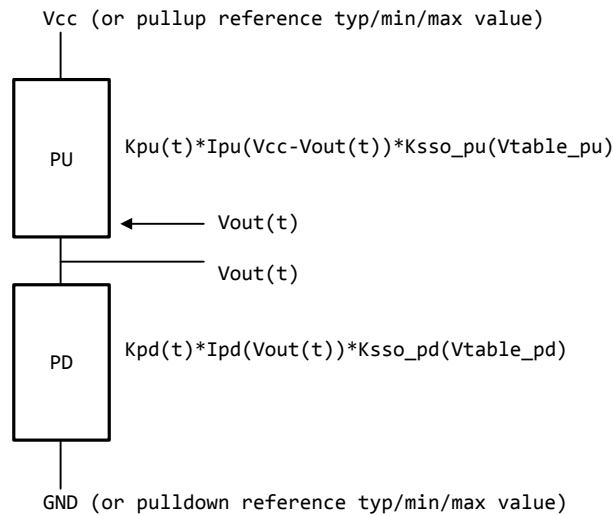 Vcc (or pullup reference typ/min/max value)
PU
Kpu(t)*Ipu(Vcc-Vout(t))*Ksso_pu(Vtable_pu)
Vout(t)
Vout(t)
PD
Kpd(t)*Ipd(Vout(t))*Ksso_pd(Vtable_pd)
GND (or pulldown reference typ/min/max value)